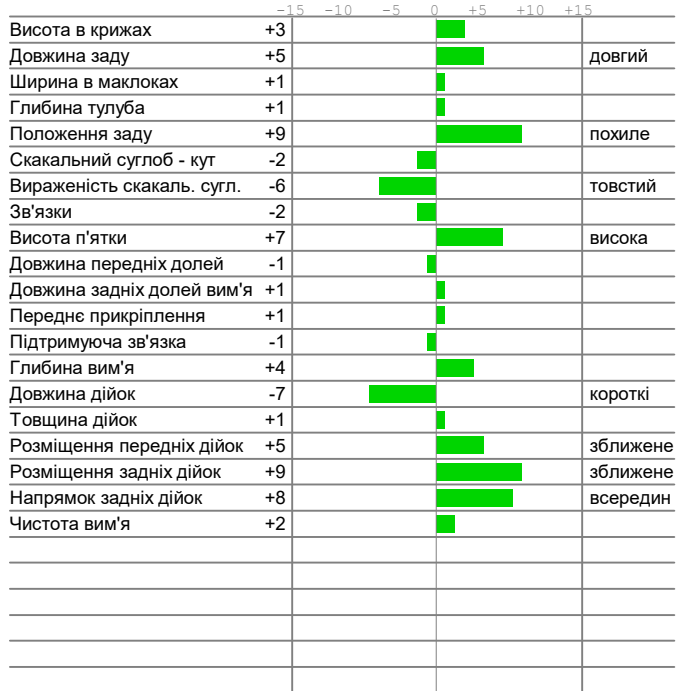 -15 -10 -5 0 +5 +10 +15
Висота в крижах +3
Довжина заду +5 довгий
Ширина в маклоках +1
Глибина тулуба +1
Положення заду +9 похиле
Скакальний суглоб - кут -2
Вираженість скакаль. сугл. -6 товстий
Зв'язки -2
Висота п'ятки +7 висока
Довжина передніх долей -1
Довжина задніх долей вим'я +1
Переднє прикріплення +1
Підтримуюча зв'язка -1
Глибина вим'я +4
Довжина дійок -7 короткі
Товщина дійок +1
Розміщення передніх дійок +5 зближене
Розміщення задніх дійок +9 зближене
Напрямок задніх дійок +8 всередин
Чистота вим'я +2